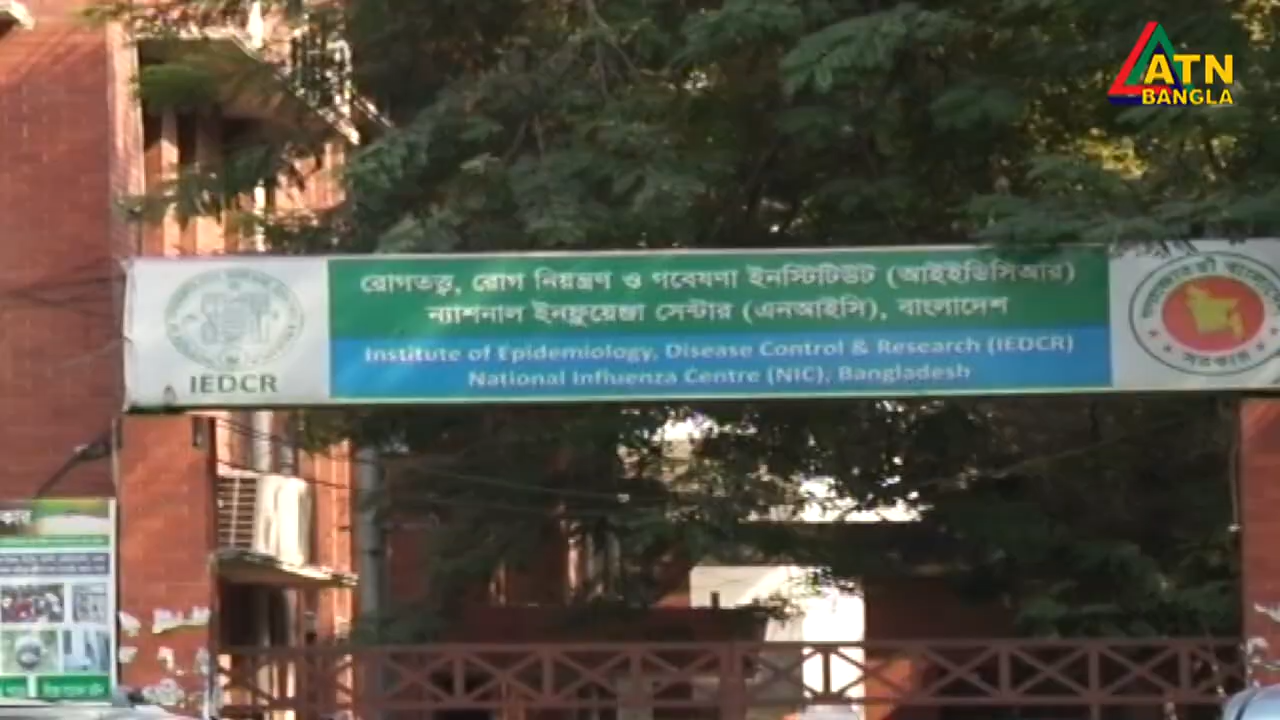 ATN
BANGLA
রোগতত্ত্ব, রোগ নিয়ন্ত্রণ ও গবেষণা ইনস্টিটিউট (আইইডিসিআর)
ন্যাশনাল ইনফ্লুয়েঞ্জা সেন্টার (এনআইসি), বাংলাদেশ
Institute of Epidemiology, Disease Control & Research (IEDCR)
National Influenza Centre (NIC), Bangladesh
IEDCR
সরকার